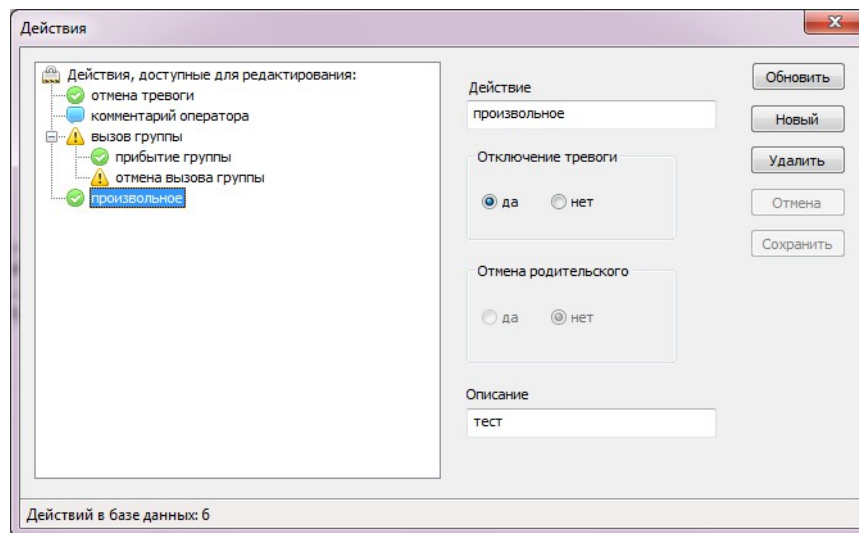 Действия
Действия, доступные для редактирования:
отмена тревоги
комментарий оператора
вызов группы
прибытие группы
отмена вызова группы
произвольное
Действие
произвольное
Отключение тревоги
да нет
Отмена родительского
да нет
Описание
тест
Обновить
Новый
Удалить
Отмена
Сохранить
Действий в базе данных: 6